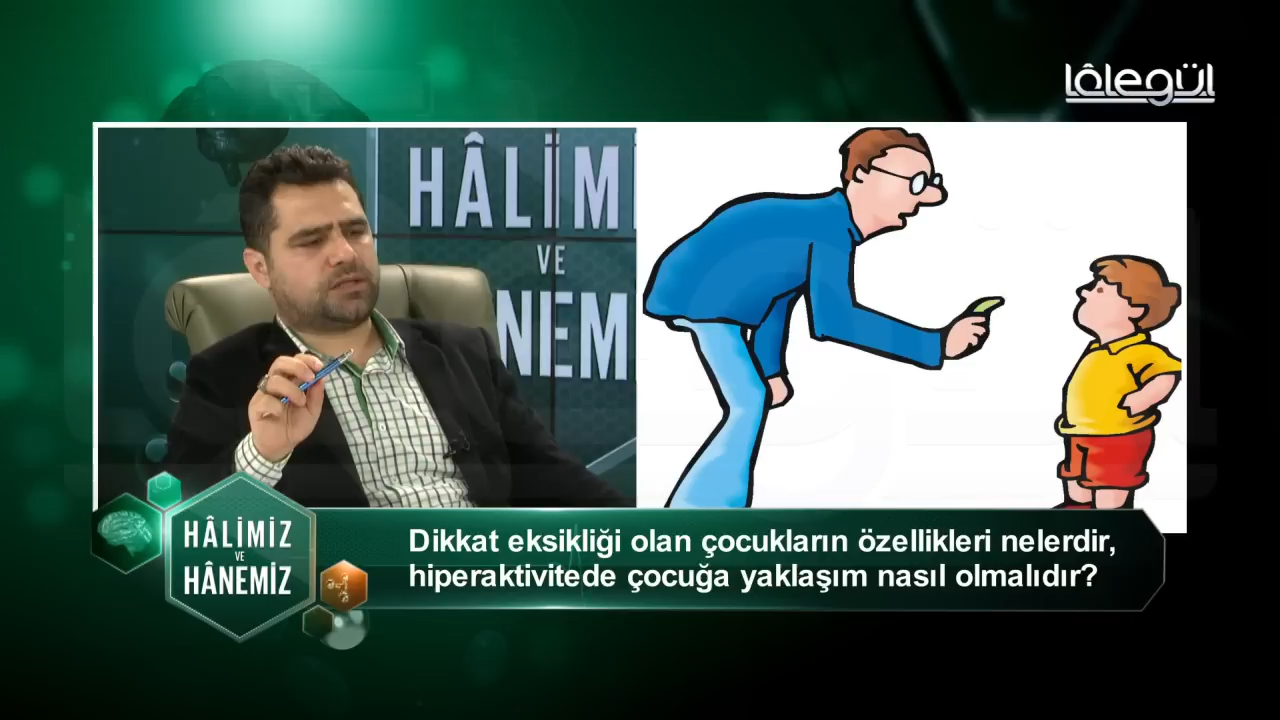 lâlegül
HÂLİMİ
VE
NEM
HÂLİMİZ
VE
HÂNEMİZ
Dikkat eksikliği olan çocukların özellikleri nelerdir,
hiperaktivitede çocuğa yaklaşım nasıl olmalıdır?